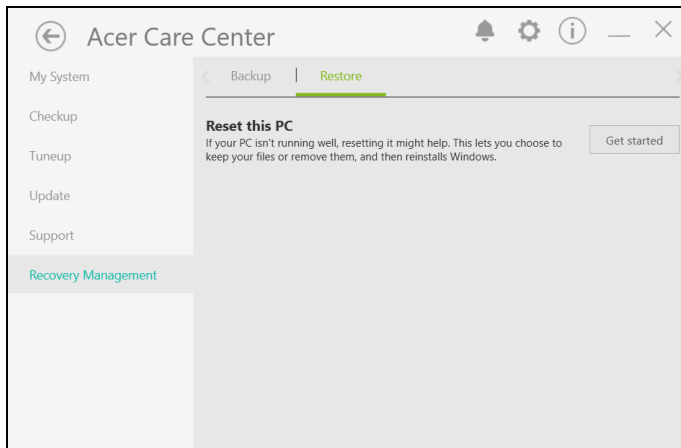 Acer Care Center
My System
Checkup
Tuneup
Update
Support
Recovery Management
Backup
Restore
Reset this PC
If your PC isn't running well, resetting it might help. This lets you choose to
keep your files or remove them, and then reinstalls Windows.
Get started